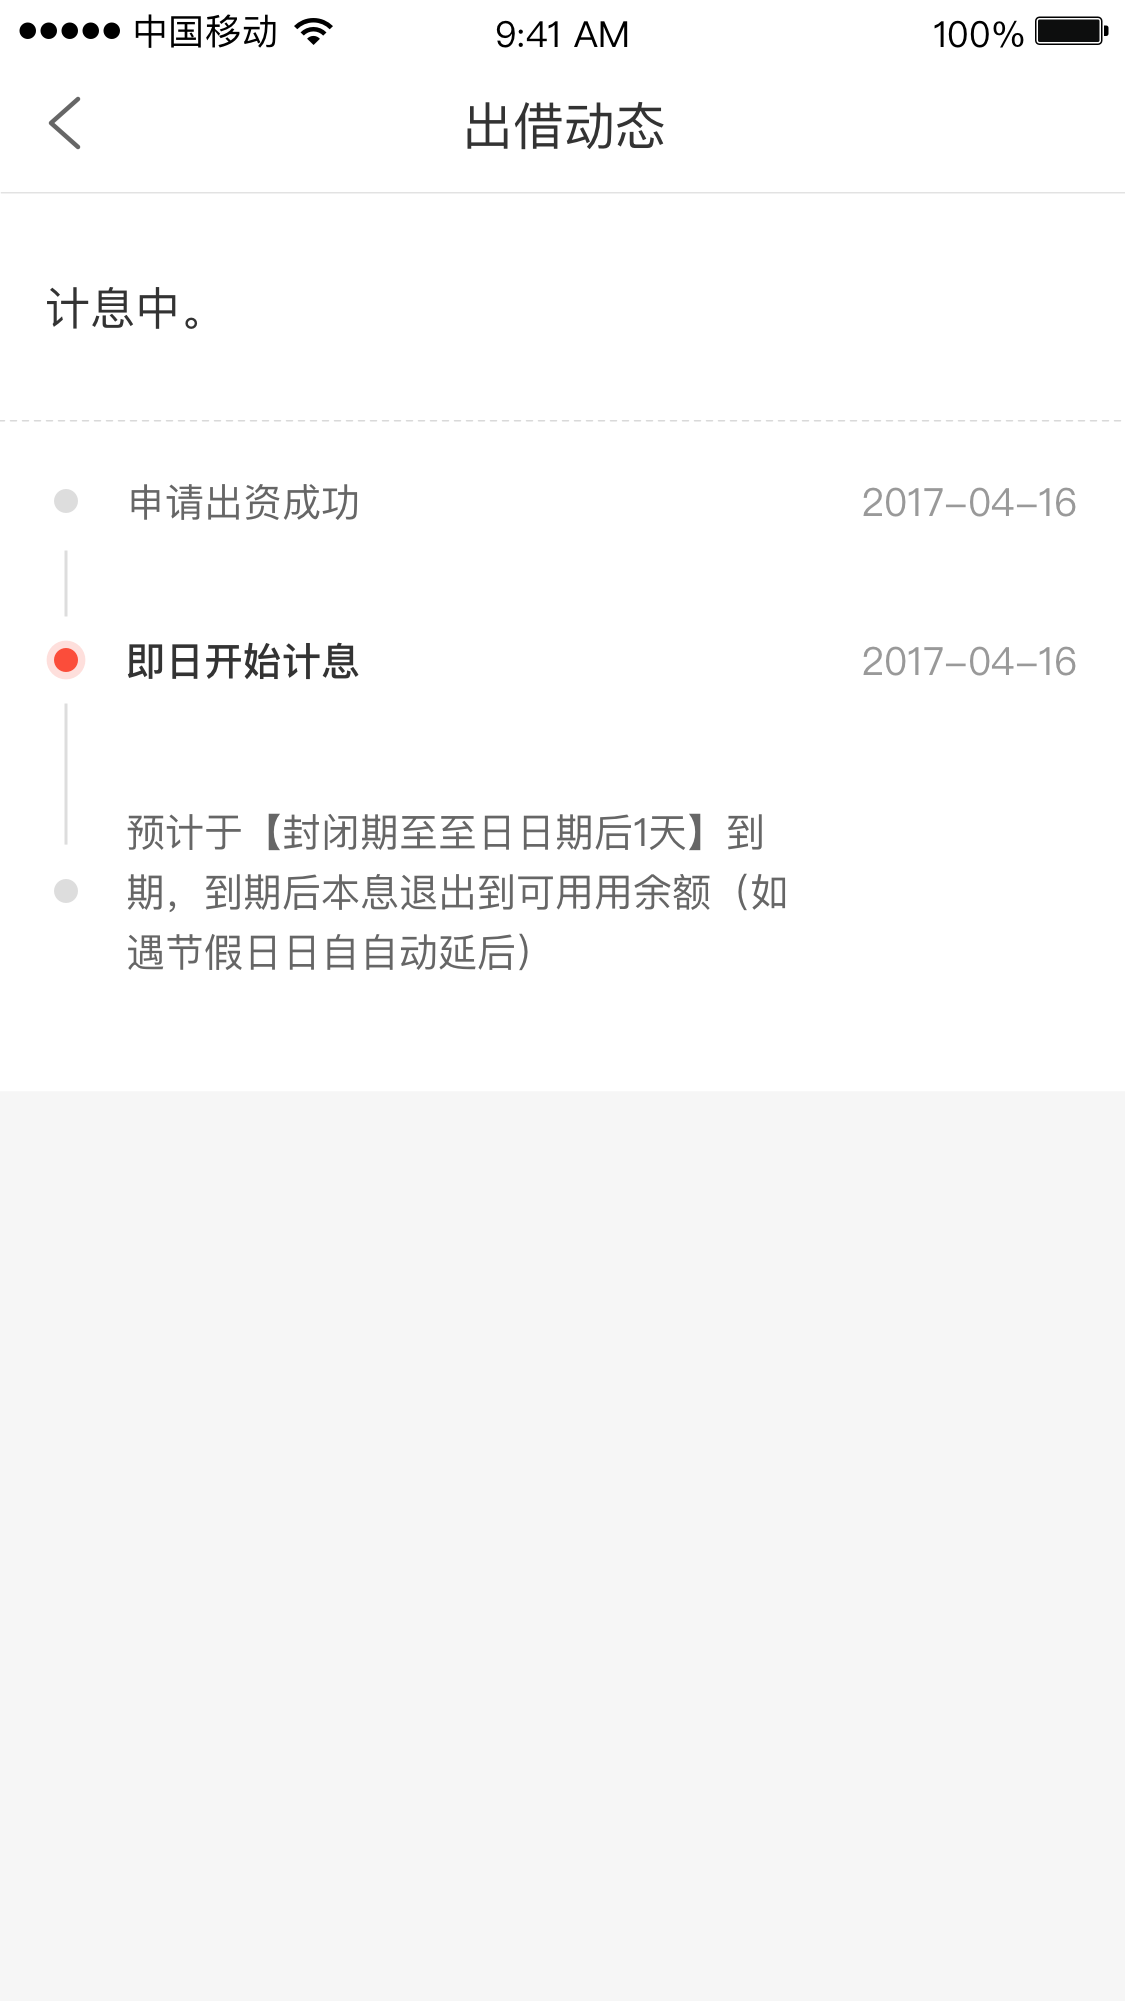 中国移动 9:41 AM 100%
出借动态
计息中。
申请出资成功 2017-04-16
即日开始计息 2017-04-16
预计于【封闭期至至日日期后1天】到
期，到期后本息退出到可用用余额（如
遇节假日日自自动延后）